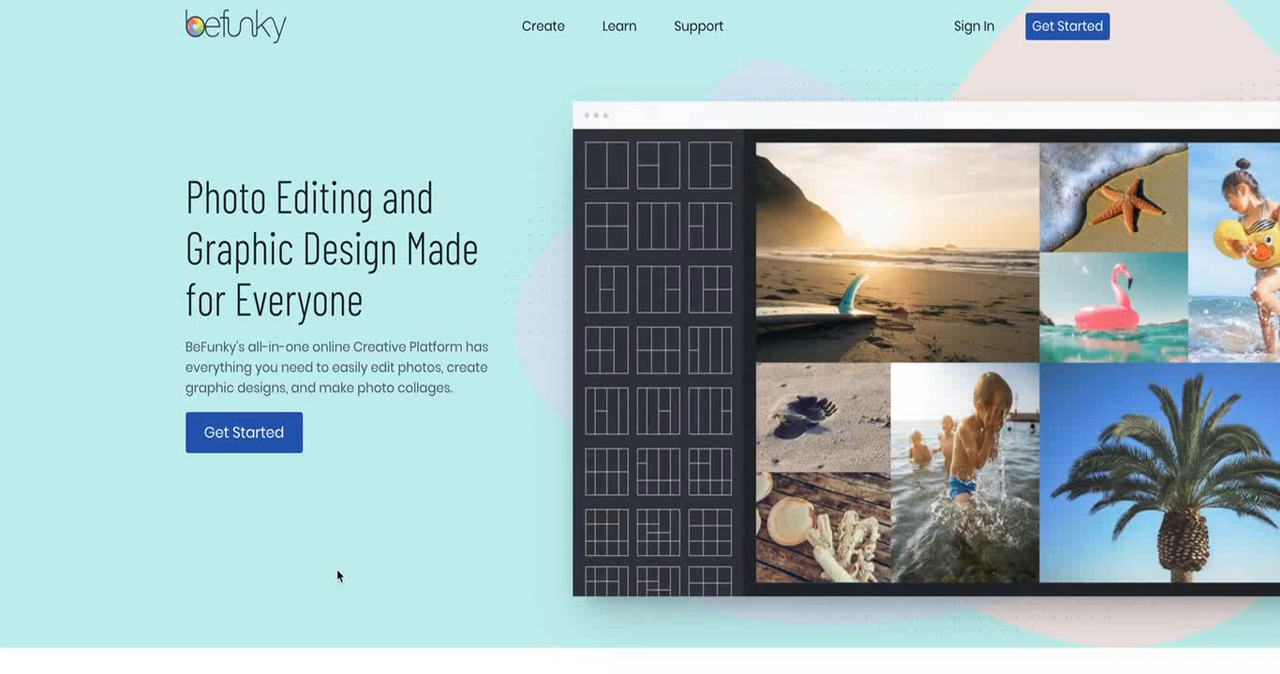 befunky
Create
Learn
Support
Sign In
Get Started
Photo Editing and
Graphic Design Made
for Everyone
BeFunky's all-in-one online Creative Platform has
everything you need to easily edit photos, create
graphic designs, and make photo collages.
Get Started